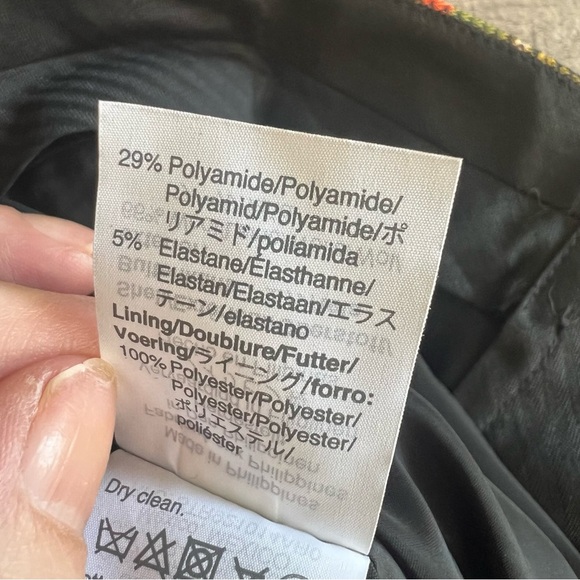 29% Polyamide/Polyamide/
Polyamid/Polyamide/ポ
リアミド/poliamida
5% Elastane/Elasthanne/
Elastan/Elastaan/エラス
テーン/elastano
Lining/Doublure/Futter/
Voering/ライニング/forro:
100% Polyester/Polyester/
Polyester/Polyester/
ポリエステル/
poliéster
Dry clean.